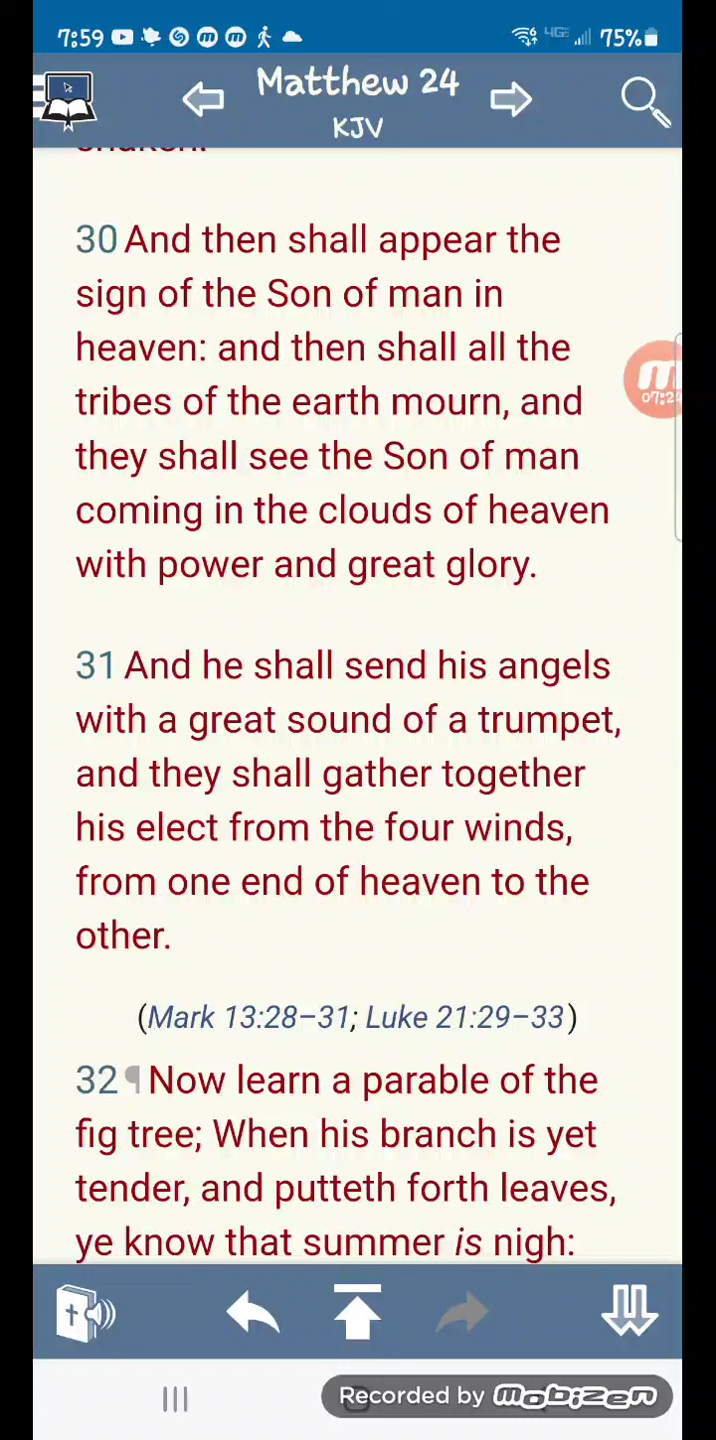 7:59
4GE 75%
Matthew 24
KJV
shaken.
30 And then shall appear the
sign of the Son of man in
heaven: and then shall all the
tribes of the earth mourn, and
they shall see the Son of man
coming in the clouds of heaven
with power and great glory.
31 And he shall send his angels
with a great sound of a trumpet,
and they shall gather together
his elect from the four winds,
from one end of heaven to the
other.
(Mark 13:28–31; Luke 21:29–33)
32 ¶ Now learn a parable of the
fig tree; When his branch is yet
tender, and putteth forth leaves,
ye know that summer is nigh:
Recorded by mobizen